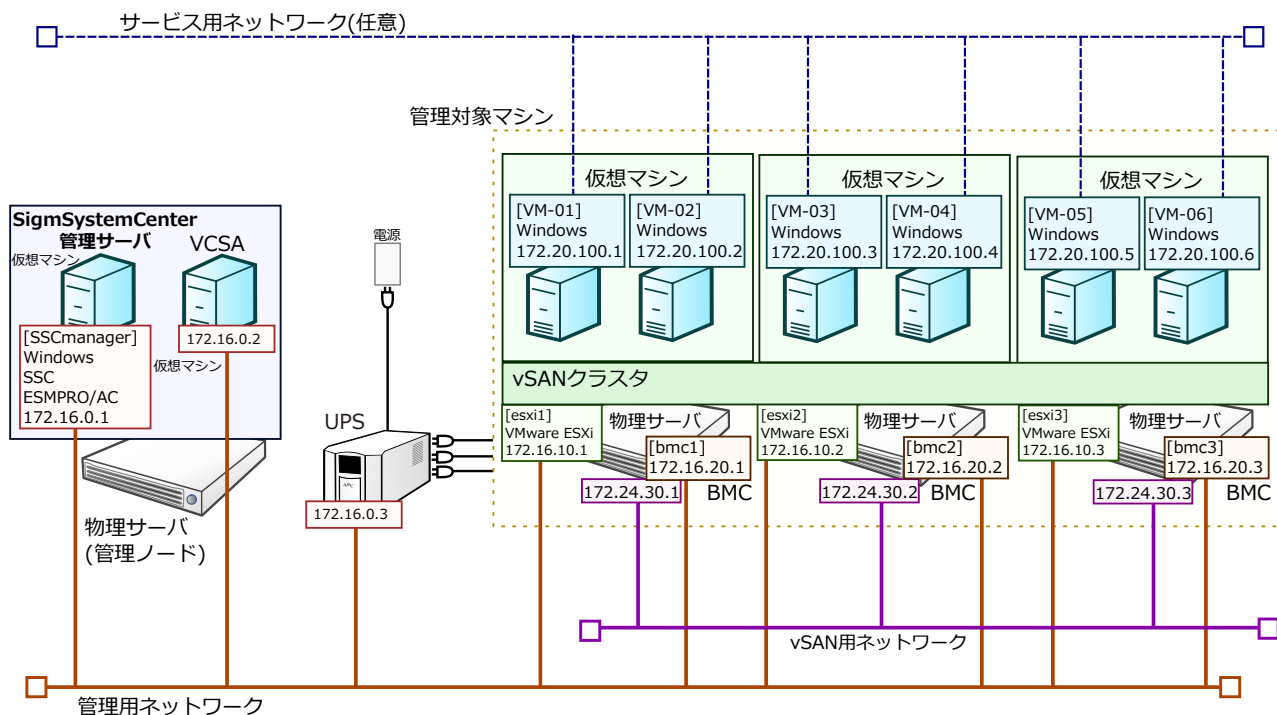 サービス用ネットワーク(任意)
管理対象マシン
仮想マシン
[VM-01]
Windows
172.20.100.1
[VM-02]
Windows
172.20.100.2
仮想マシン
[VM-03]
Windows
172.20.100.3
[VM-04]
Windows
172.20.100.4
仮想マシン
[VM-05]
Windows
172.20.100.5
[VM-06]
Windows
172.20.100.6
SigmSystemCenter
管理サーバ
仮想マシン
VCSA
[SSCmanager]
Windows
SSC
ESMPRO/AC
172.16.0.1
172.16.0.2
仮想マシン
物理サーバ
(管理ノード)
電源
UPS
APC
172.16.0.3
vSANクラスタ
[esxi1]
VMware ESXi
172.16.10.1
物理サーバ
[bmc1]
172.16.20.1
BMC
172.24.30.1
[esxi2]
VMware ESXi
172.16.10.2
物理サーバ
[bmc2]
172.16.20.2
BMC
172.24.30.2
[esxi3]
VMware ESXi
172.16.10.3
物理サーバ
[bmc3]
172.16.20.3
BMC
172.24.30.3
vSAN用ネットワーク
管理用ネットワーク